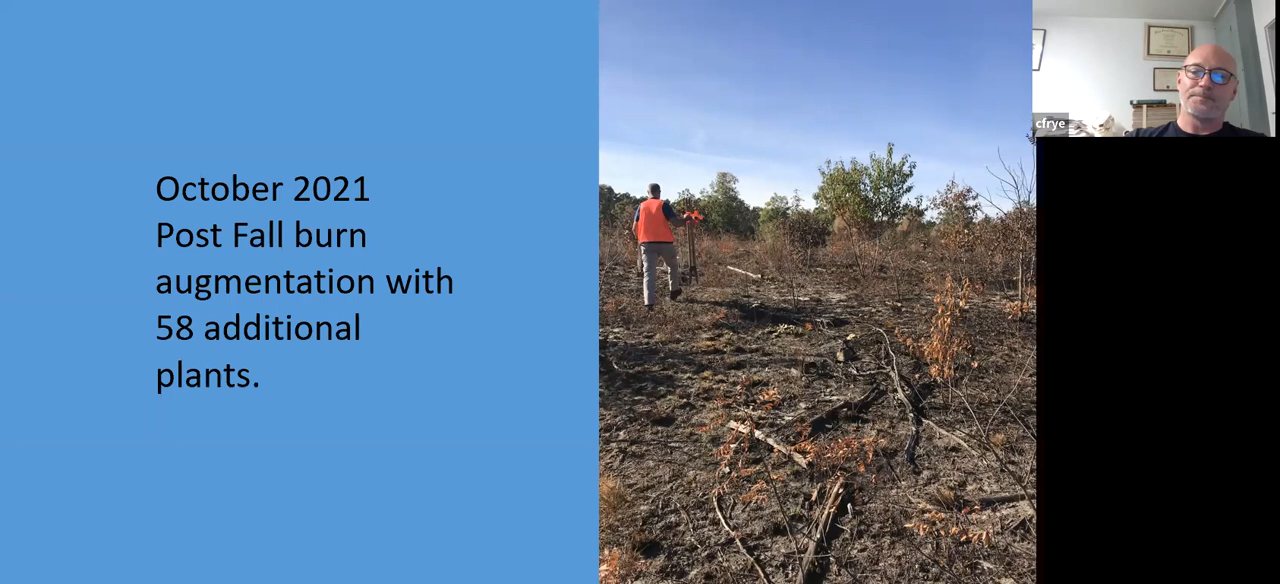 October 2021
Post Fall burn
augmentation with
58 additional
plants.
cfrye